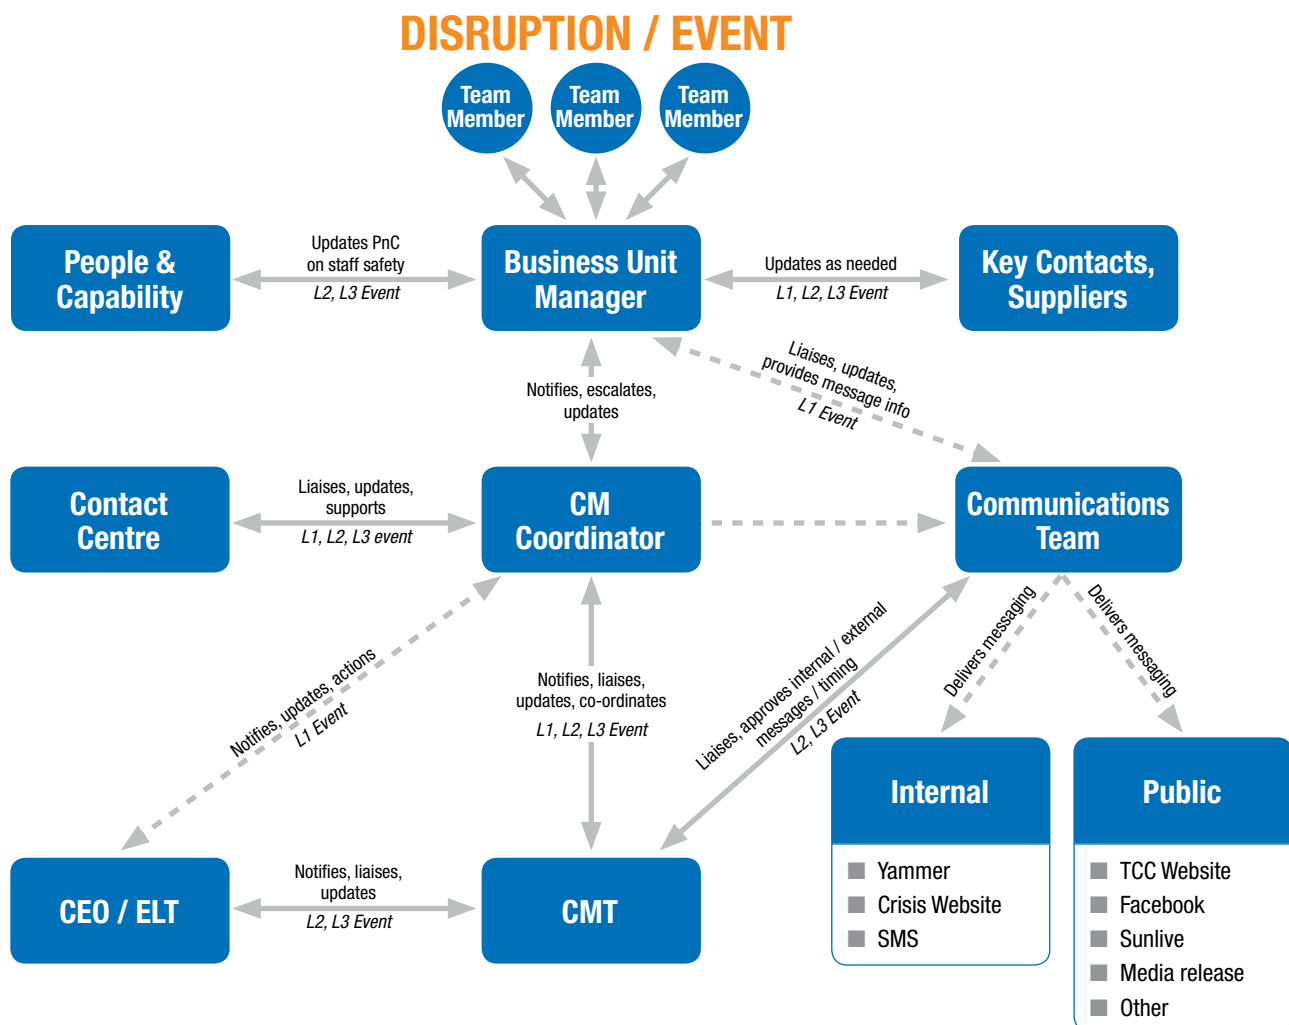 DISRUPTION / EVENT
Team
Member
Team
Member
Team
Member
People &
Capability
Updates PnC
on staff safety
L2, L3 Event
Business Unit
Manager
Updates as needed
L1, L2, L3 Event
Key Contacts,
Suppliers
Notifies, escalates,
updates
Liaises, updates,
provides message info
L1 Event
Contact
Centre
Liaises, updates,
supports
L1, L2, L3 event
CM
Coordinator
Communications
Team
Notifies, updates, actions
L1 Event
Notifies, liaises,
updates, co-ordinates
L1, L2, L3 Event
Liaises, approves internal / external
messages / timing
L2, L3 Event
Delivers messaging
Delivers messaging
CEO / ELT
Notifies, liaises,
updates
L2, L3 Event
CMT
Internal
Yammer
Crisis Website
SMS
Public
TCC Website
Facebook
Sunlive
Media release
Other